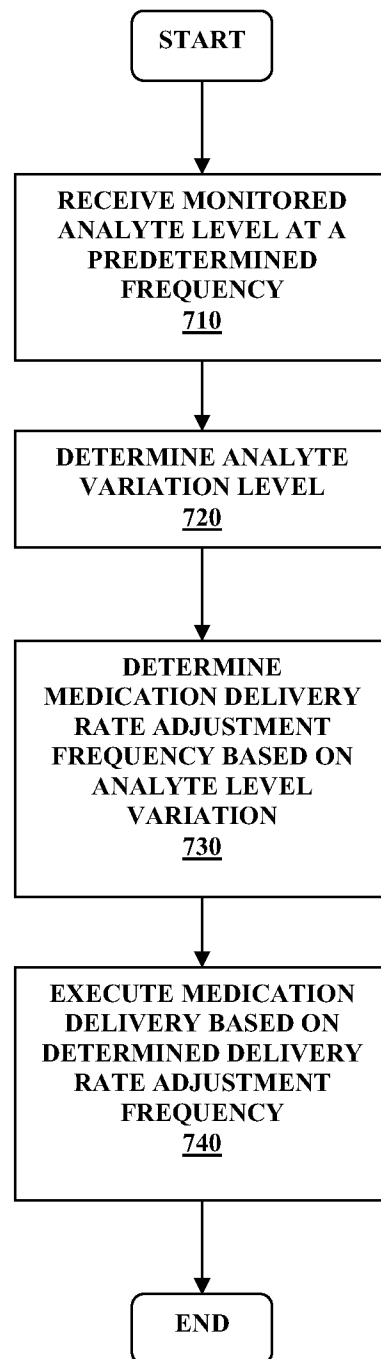 START
RECEIVE MONITORED
ANALYTE LEVEL AT A
PREDETERMINED
FREQUENCY
710
DETERMINE ANALYTE
VARIATION LEVEL
720
DETERMINE
MEDICATION DELIVERY
RATE ADJUSTMENT
FREQUENCY BASED ON
ANALYTE LEVEL
VARIATION
730
EXECUTE MEDICATION
DELIVERY BASED ON
DETERMINED DELIVERY
RATE ADJUSTMENT
FREQUENCY
740
END